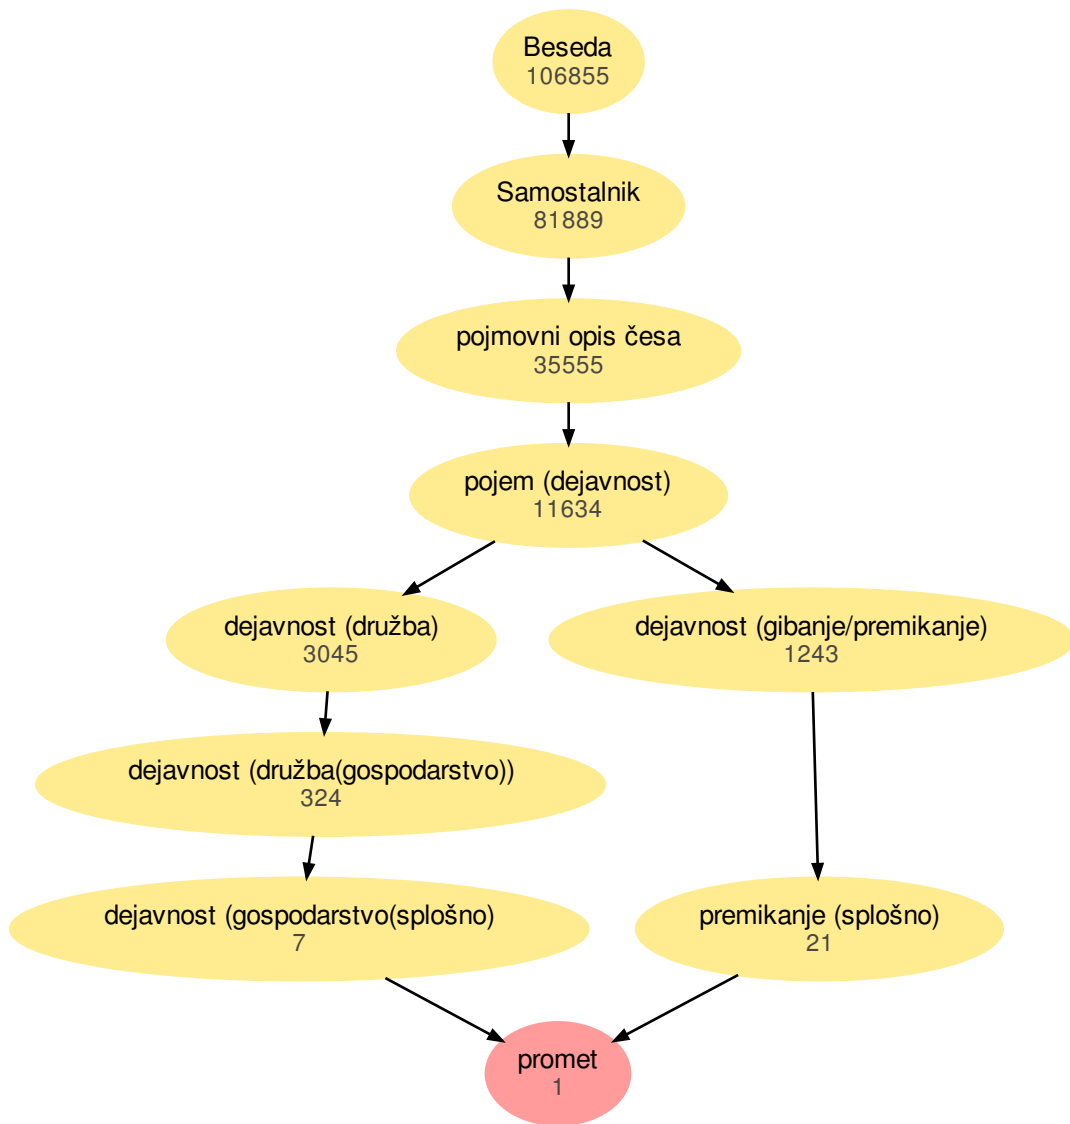 Beseda
106855
Samostalnik
81889
pojmovni opis česa
35555
pojem (dejavnost)
11634
dejavnost (družba)
3045
dejavnost (gibanje/premikanje)
1243
dejavnost (družba(gospodarstvo))
324
dejavnost (gospodarstvo(splošno)
7
premikanje (splošno)
21
promet
1